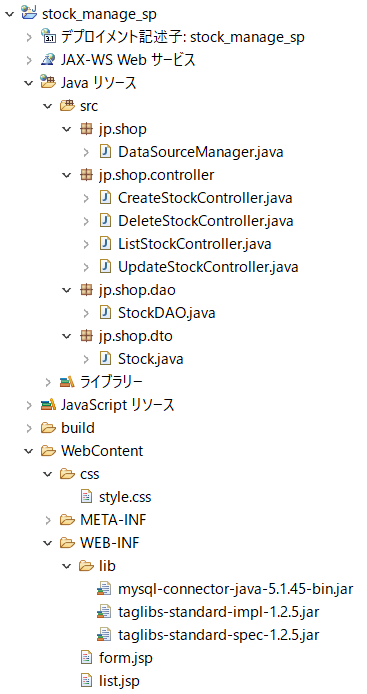 stock_manage_sp
デプロイメント記述子: stock_manage_sp
JAX-WS Web サービス
Java リソース
src
jp.shop
DataSourceManager.java
jp.shop.controller
CreateStockController.java
DeleteStockController.java
ListStockController.java
UpdateStockController.java
jp.shop.dao
StockDAO.java
jp.shop.dto
Stock.java
ライブラリー
JavaScript リソース
build
WebContent
css
style.css
META-INF
WEB-INF
lib
mysql-connector-java-5.1.45-bin.jar
taglibs-standard-impl-1.2.5.jar
taglibs-standard-spec-1.2.5.jar
form.jsp
list.jsp